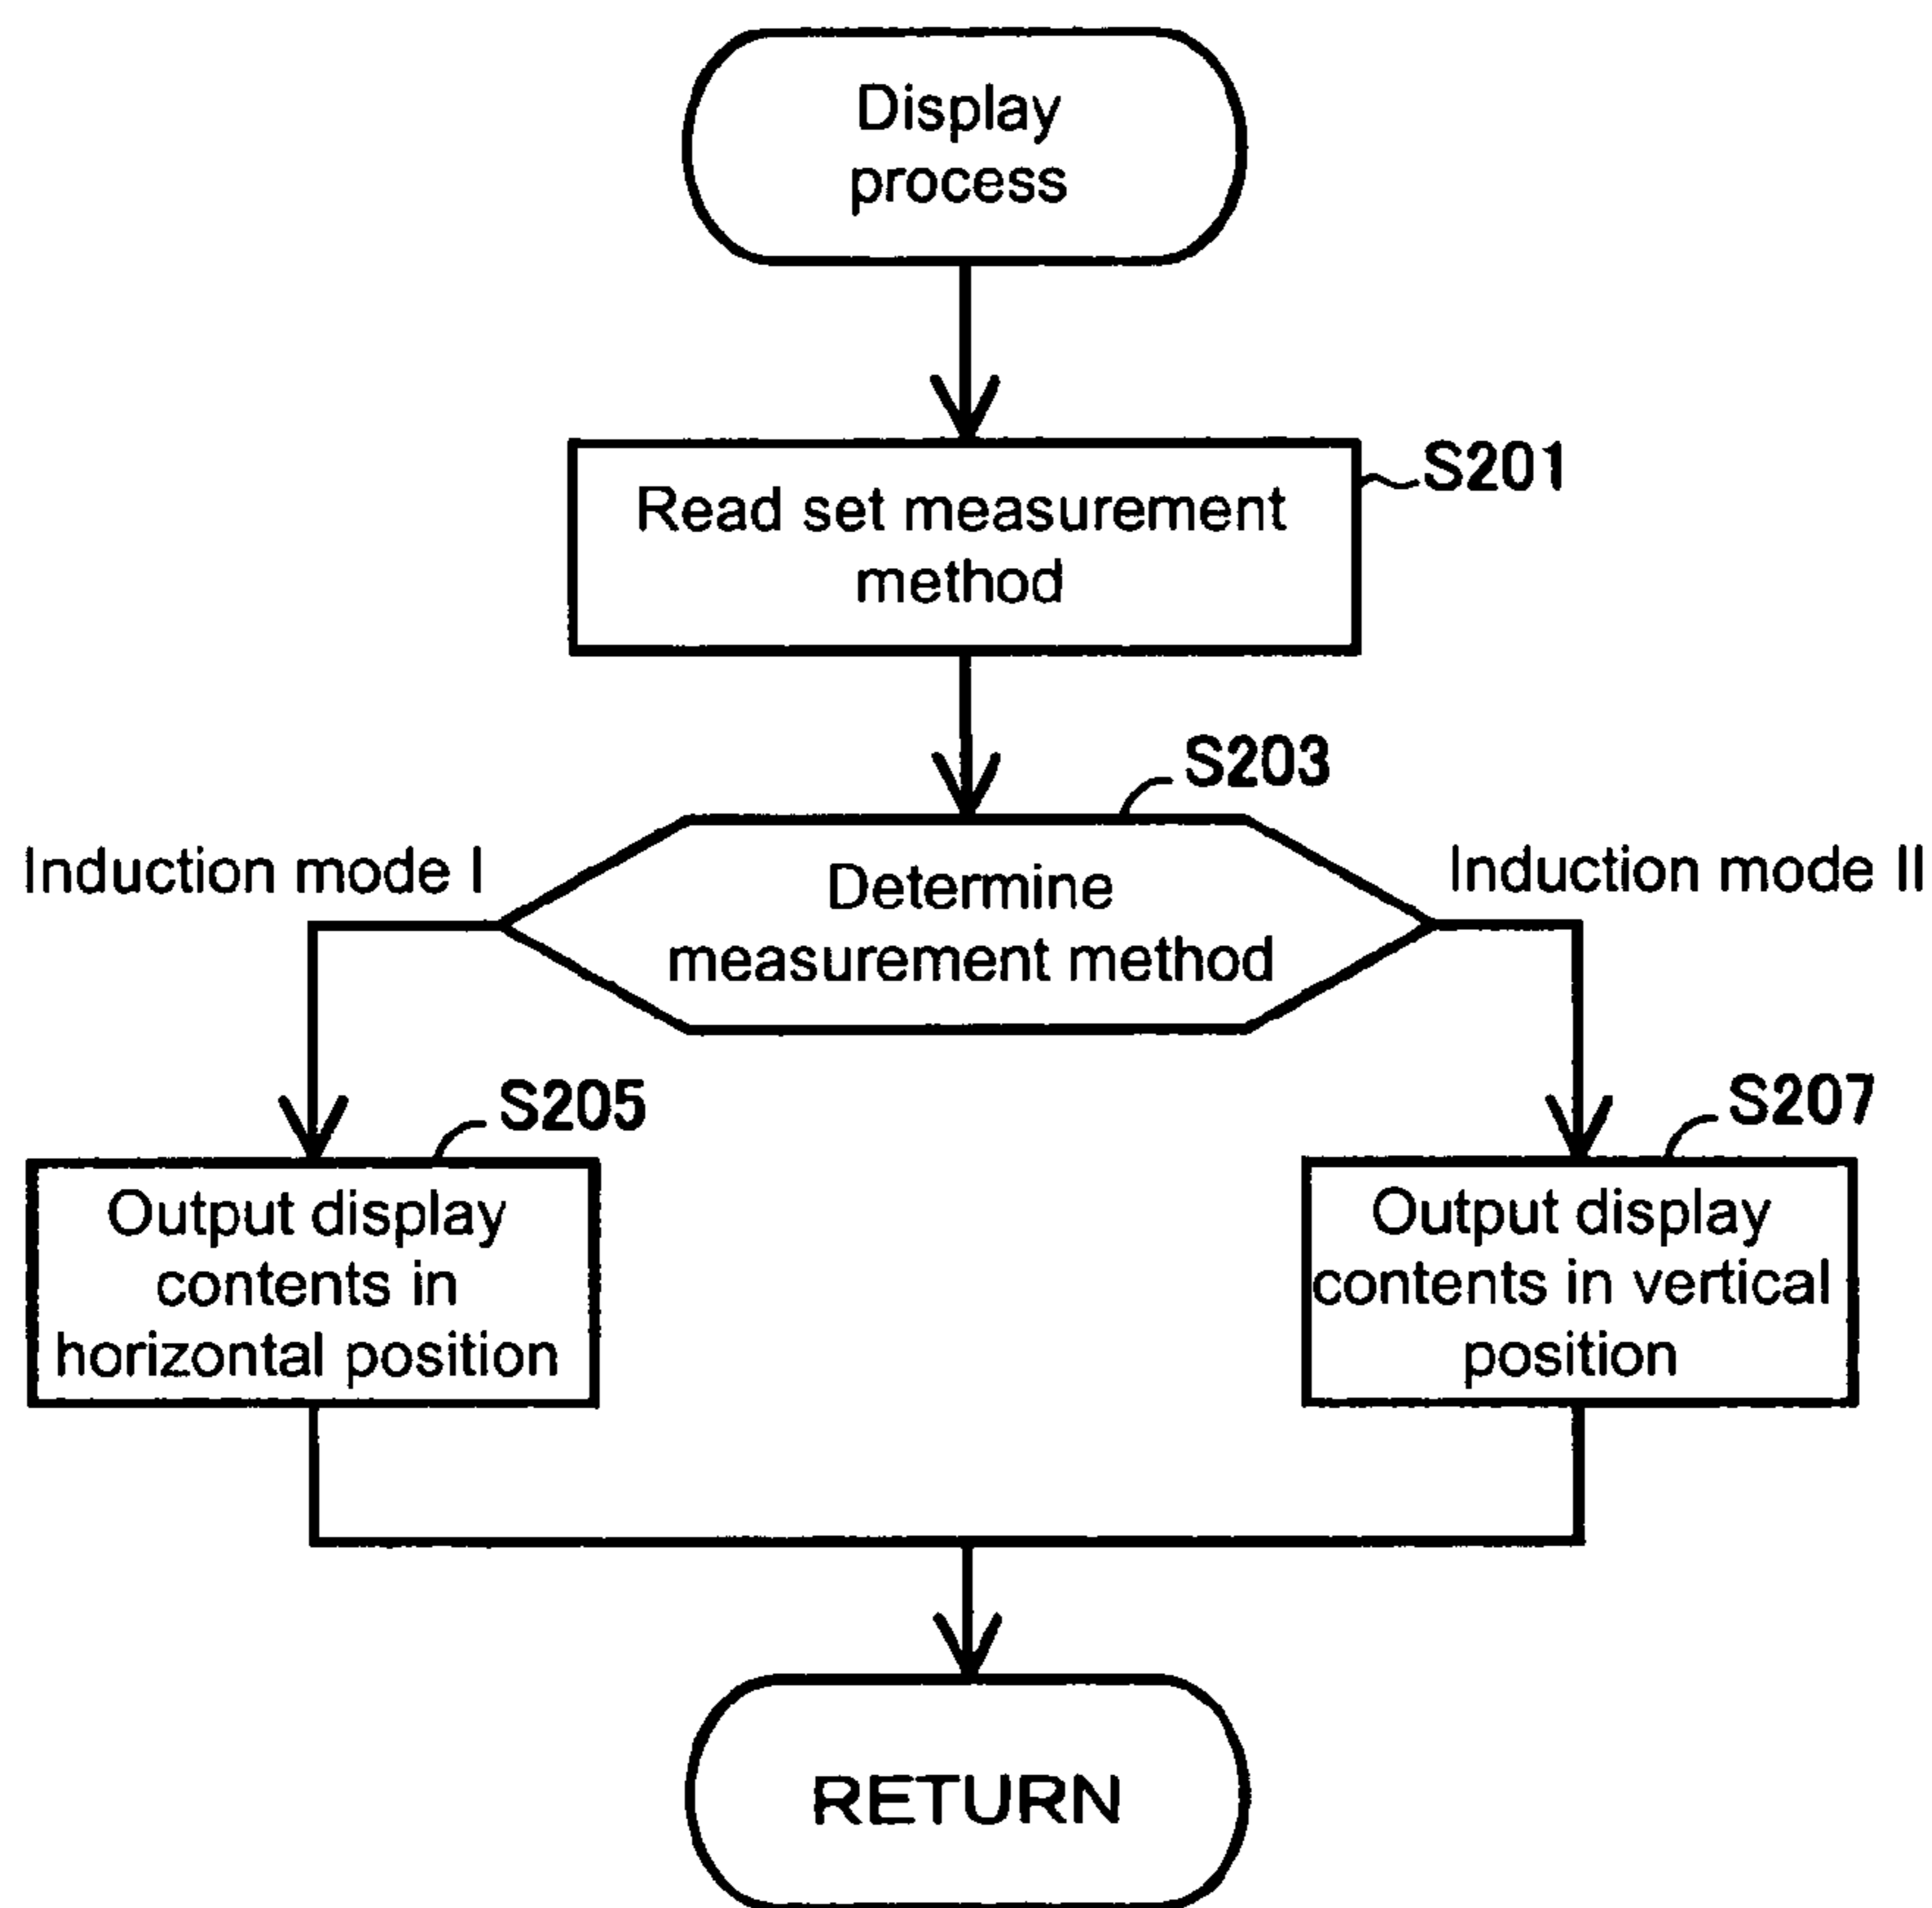 Display
process
S201
Read set measurement
method
S203
Induction mode I
Determine
measurement method
Induction mode II
S205
Output display
contents in
horizontal position
S207
Output display
contents in vertical
position
RETURN